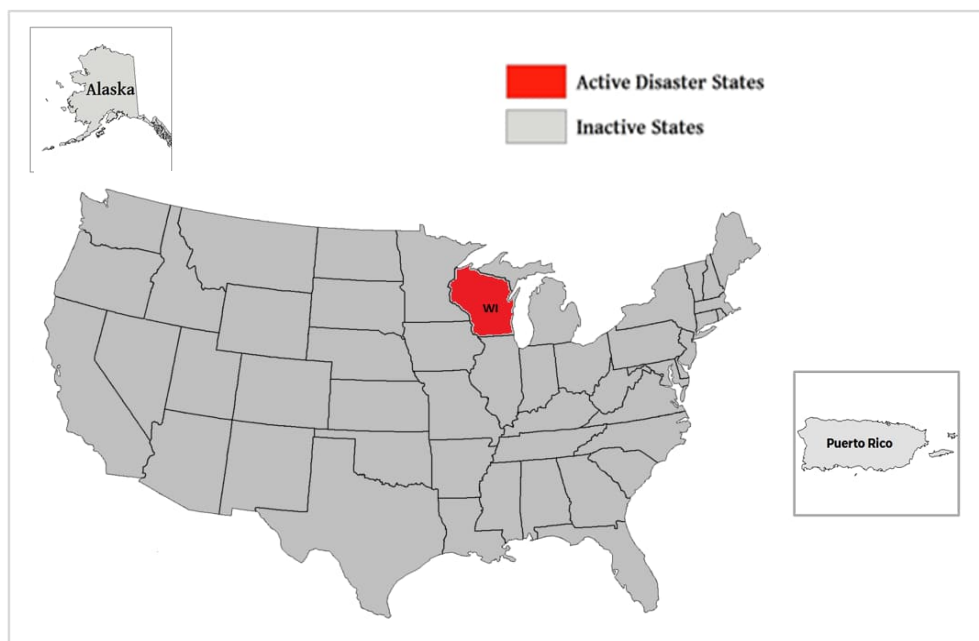 Alaska
Active Disaster States
Inactive States
WI
Puerto Rico